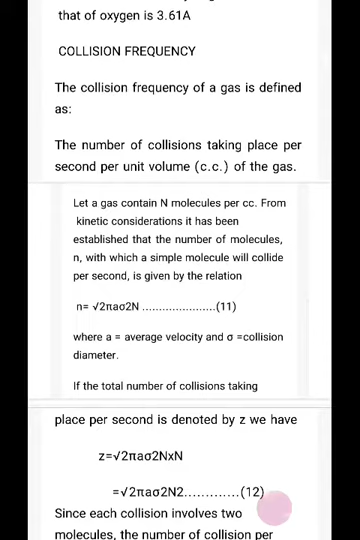 that of oxygen is 3.61A
COLLISION FREQUENCY
The collision frequency of a gas is defined
as:
The number of collisions taking place per
second per unit volume (c.c.) of the gas.
Let a gas contain N molecules per cc. From
kinetic considerations it has been
established that the number of molecules,
n, with which a simple molecule will collide
per second, is given by the relation
n= √2πaσ2N ......................(11)
where a = average velocity and σ =collision
diameter.
If the total number of collisions taking
place per second is denoted by z we have
z=√2πaσ2NxN
=√2πaσ2N2.............(12)
Since each collision involves two
molecules, the number of collision per